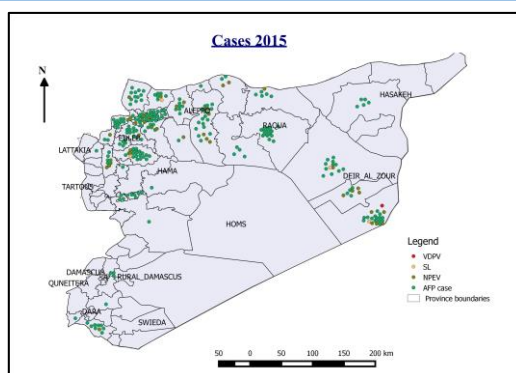 Cases 2015
N
HASAKEH
ALEPPO
RAQUA
IDLEB
LATTAKIA
HAMA
TARTOUS
DEIR_AL_ZOUR
HOMS
DAMASCUS
RURAL_DAMASCUS
QUNEITERA
DARA
SWIEDA
Legend
VDPV
SL
NPEV
AFP case
Province boundaries
50 0 50 100 150 200 km